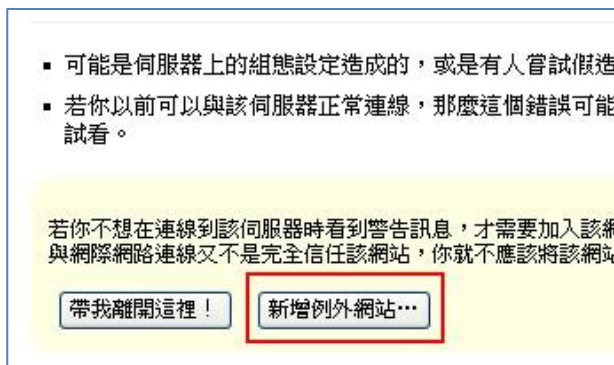 可能是伺服器上的組態設定造成的，或是有人嘗試假造
若你以前可以與該伺服器正常連線，那麼這個錯誤可能
試看。
若你不想在連線到該伺服器時看到警告訊息，才需要加入該網
與網際網路連線又不是完全信任該網站，你就不應該將該網站
帶我離開這裡！ 新增例外網站…